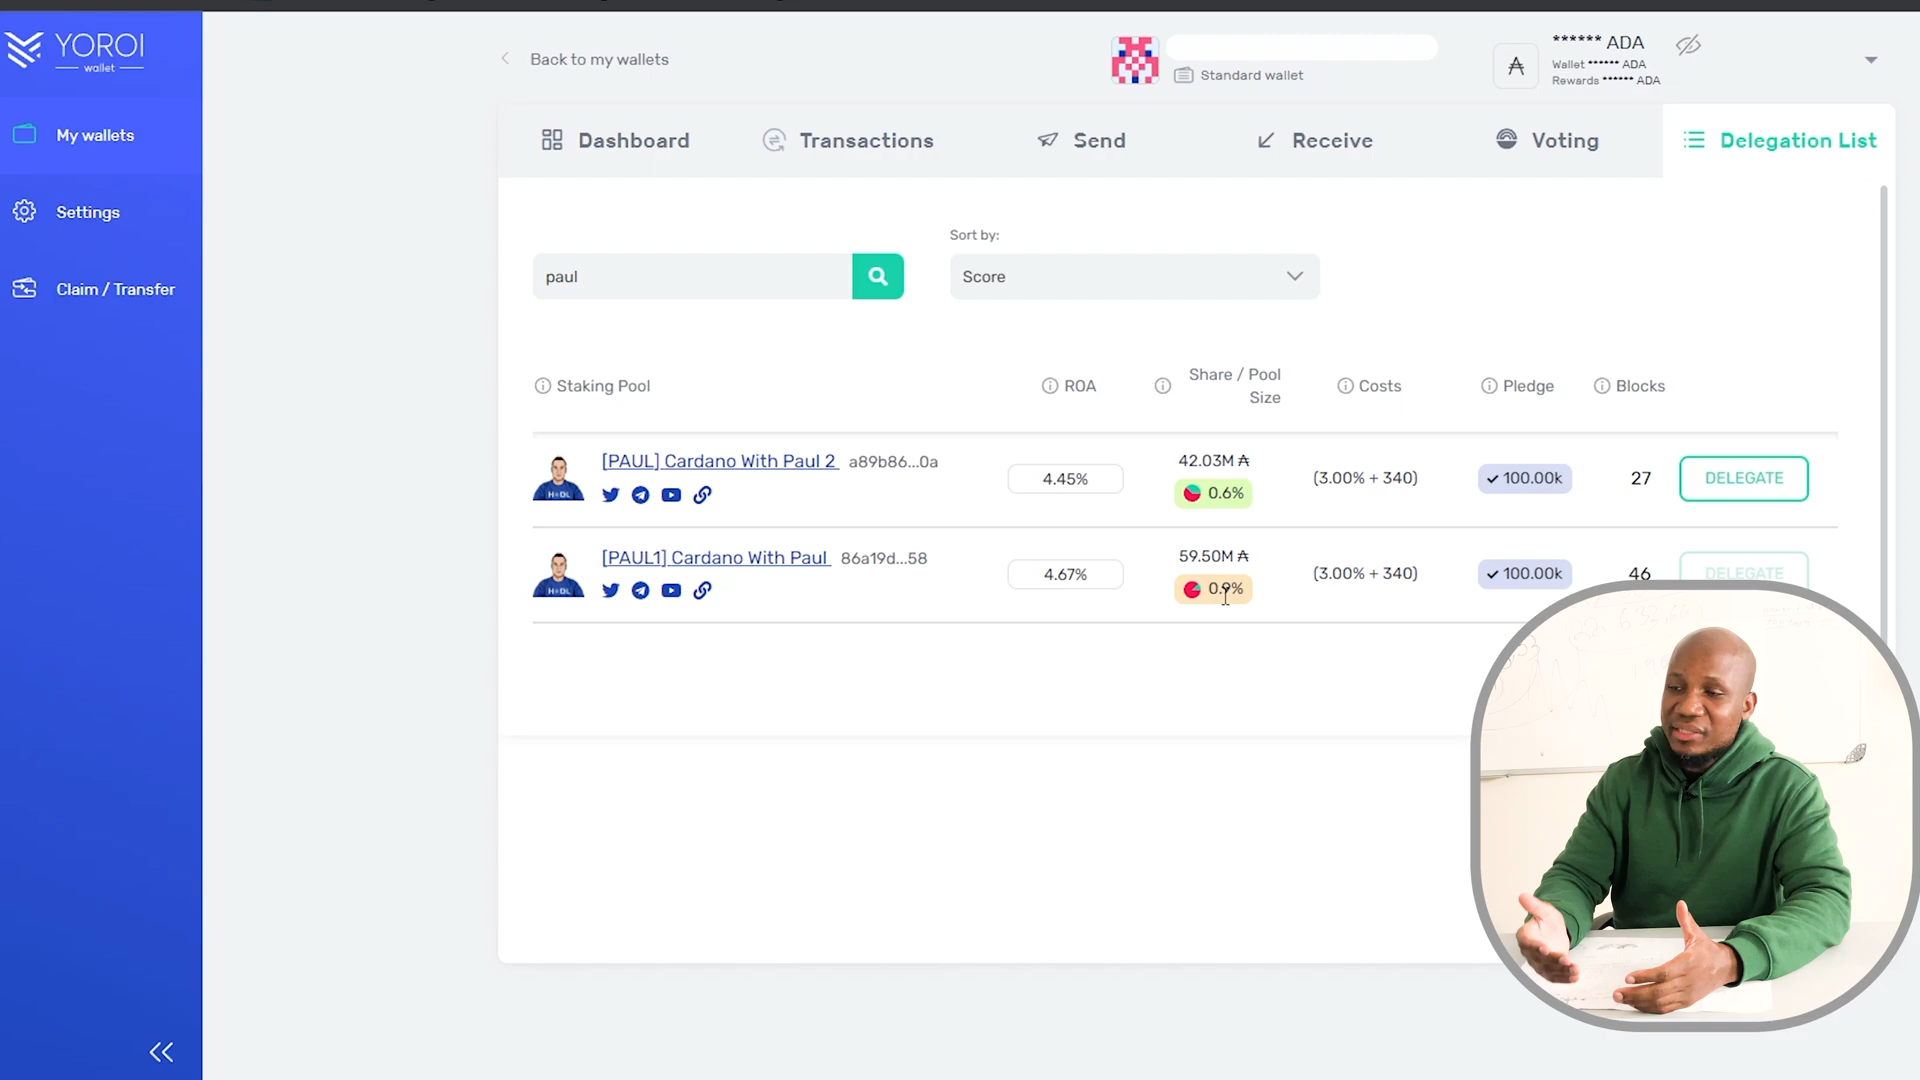 YOROI
wallet
My wallets
Settings
Claim / Transfer
Back to my wallets
Standard wallet
****** ADA
Wallet ****** ADA
Rewards ****** ADA
Dashboard
Transactions
Send
Receive
Voting
Delegation List
Sort by:
paul
Score
Staking Pool
ROA
Share / Pool
Size
Costs
Pledge
Blocks
[PAUL] Cardano With Paul 2 a89b86...0a
4.45%
42.03M ₳
0.6%
(3.00% + 340)
100.00k
27
DELEGATE
[PAUL1] Cardano With Paul 86a19d...58
4.67%
59.50M ₳
0.9%
(3.00% + 340)
100.00k
46
DELEGATE